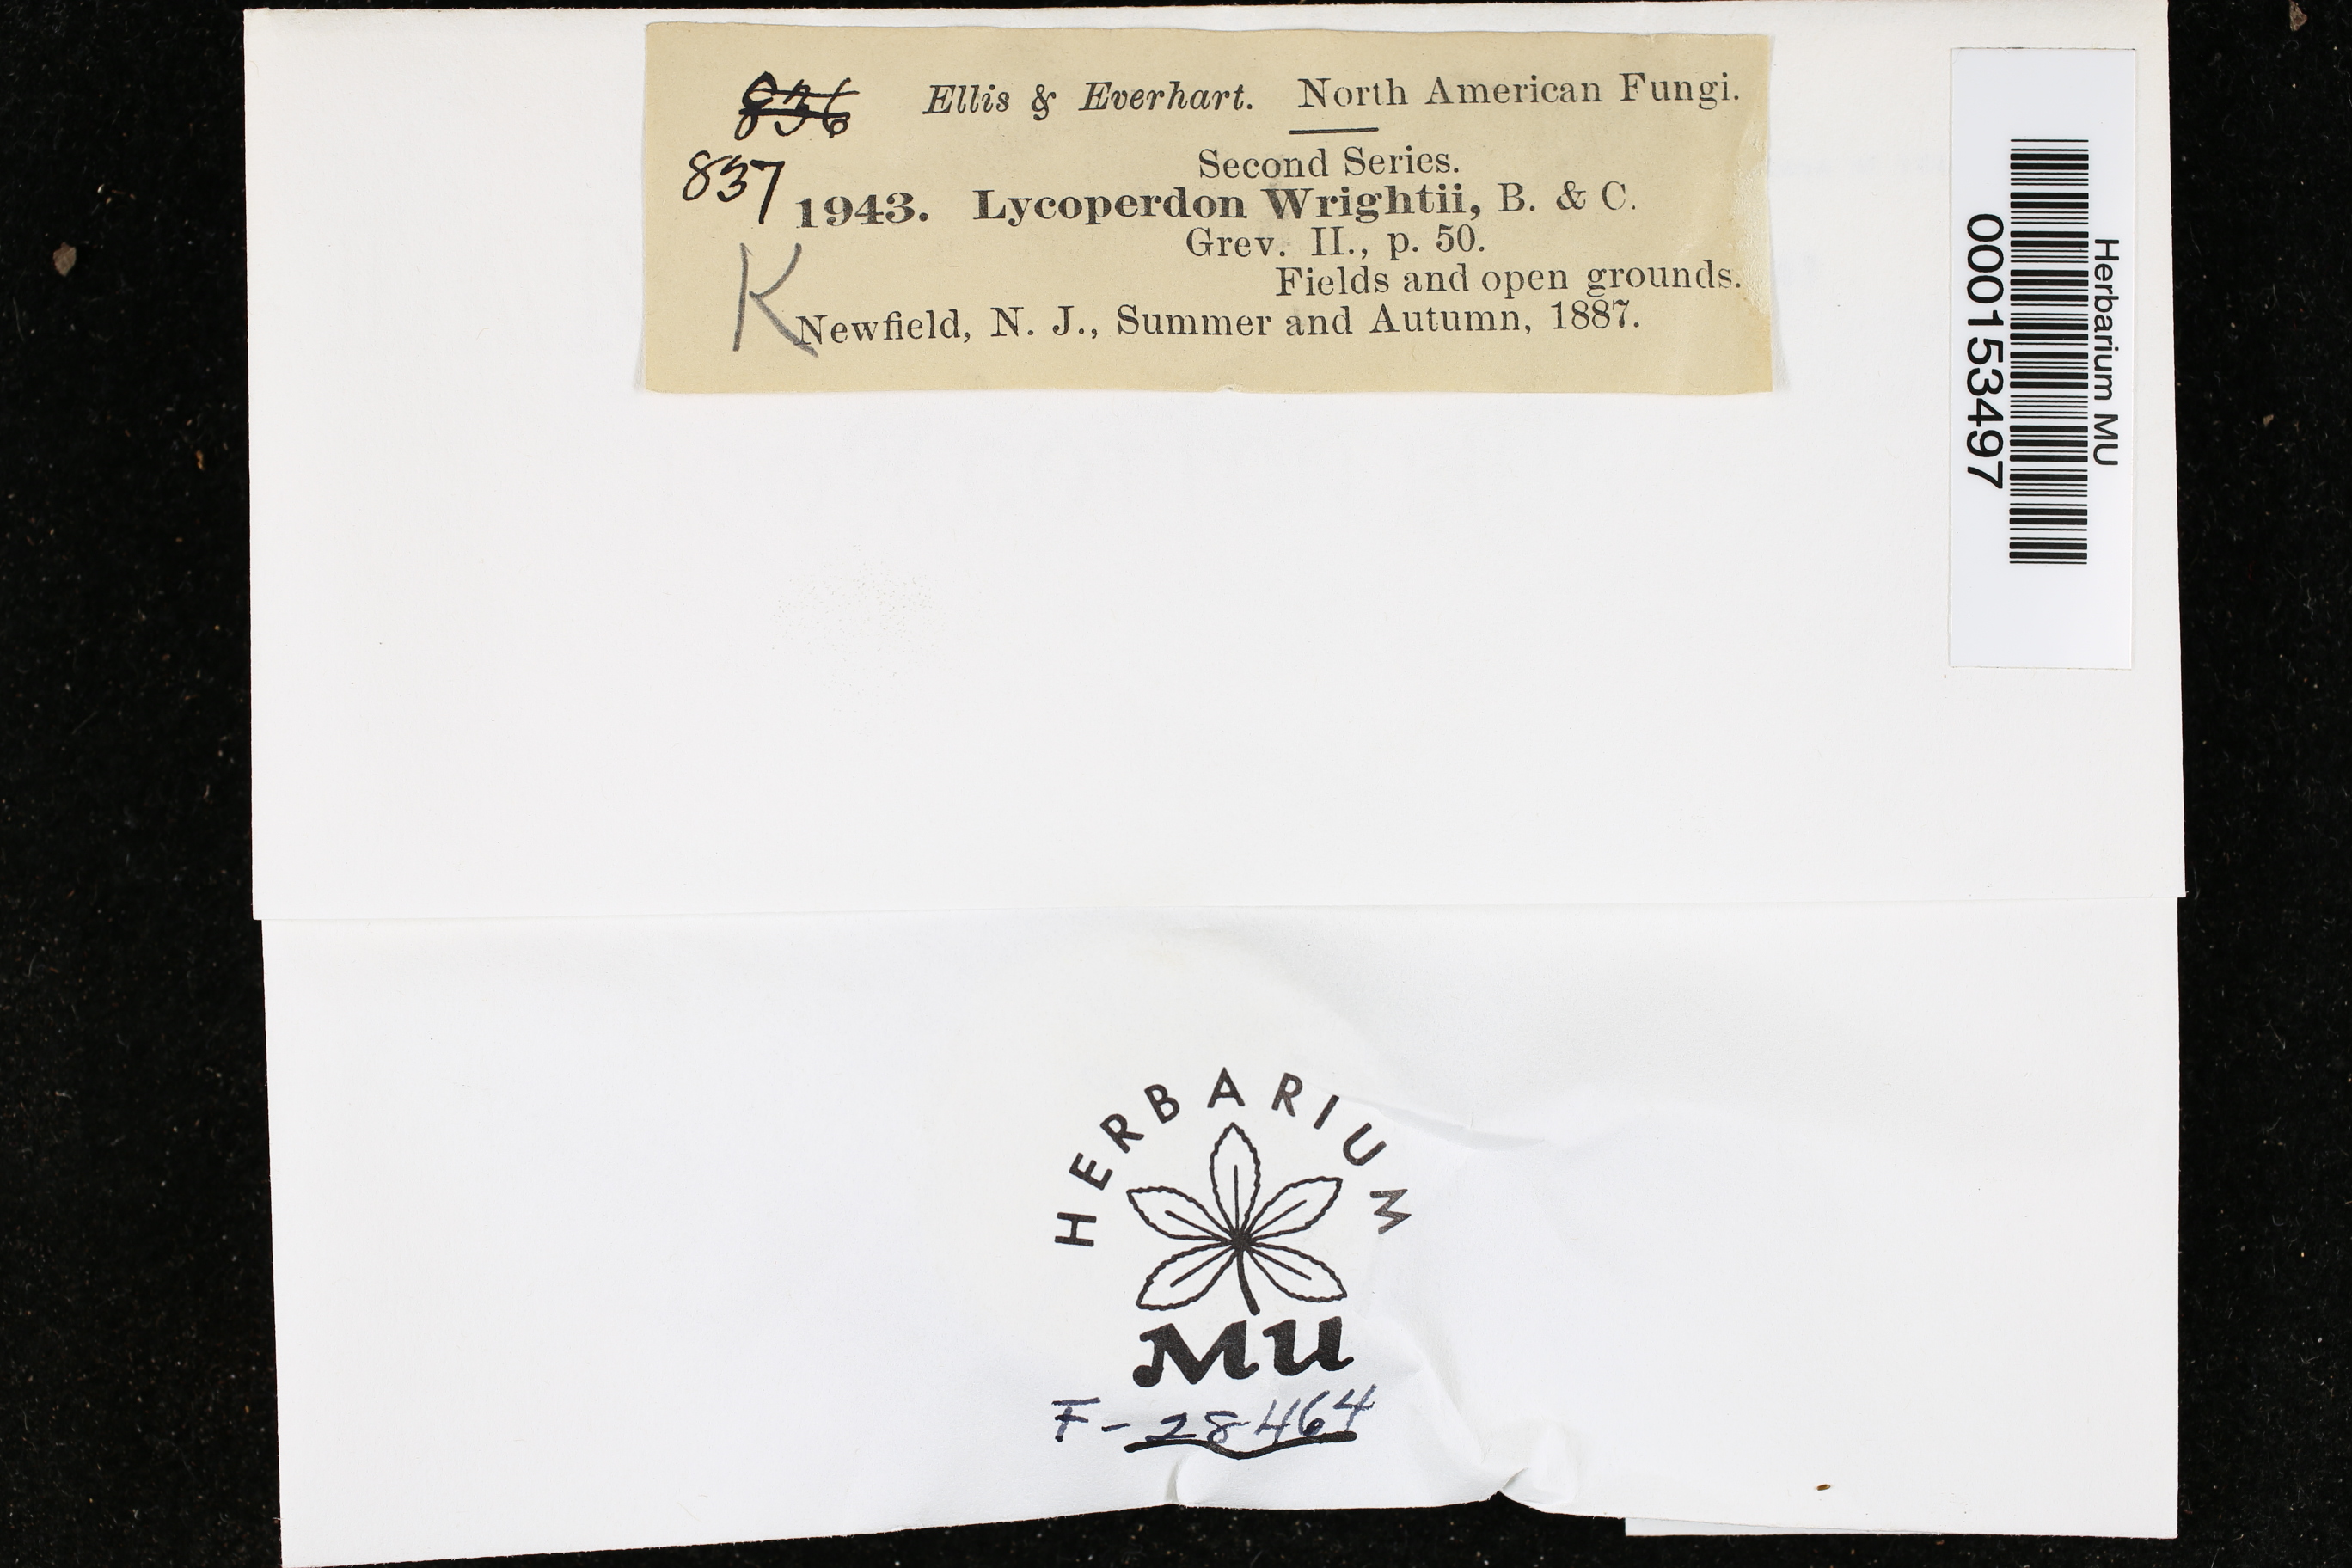 836 Ellis & Everhart. North American Fungi.
Second Series.
837
1943. Lycoperdon Wrightii, B. & C.
Grev. II., p. 50.
Fields and open grounds.
K
Newfield, N. J., Summer and Autumn, 1887.
Herbarium MU
000153497
HERBARIUM
MU
F-28464